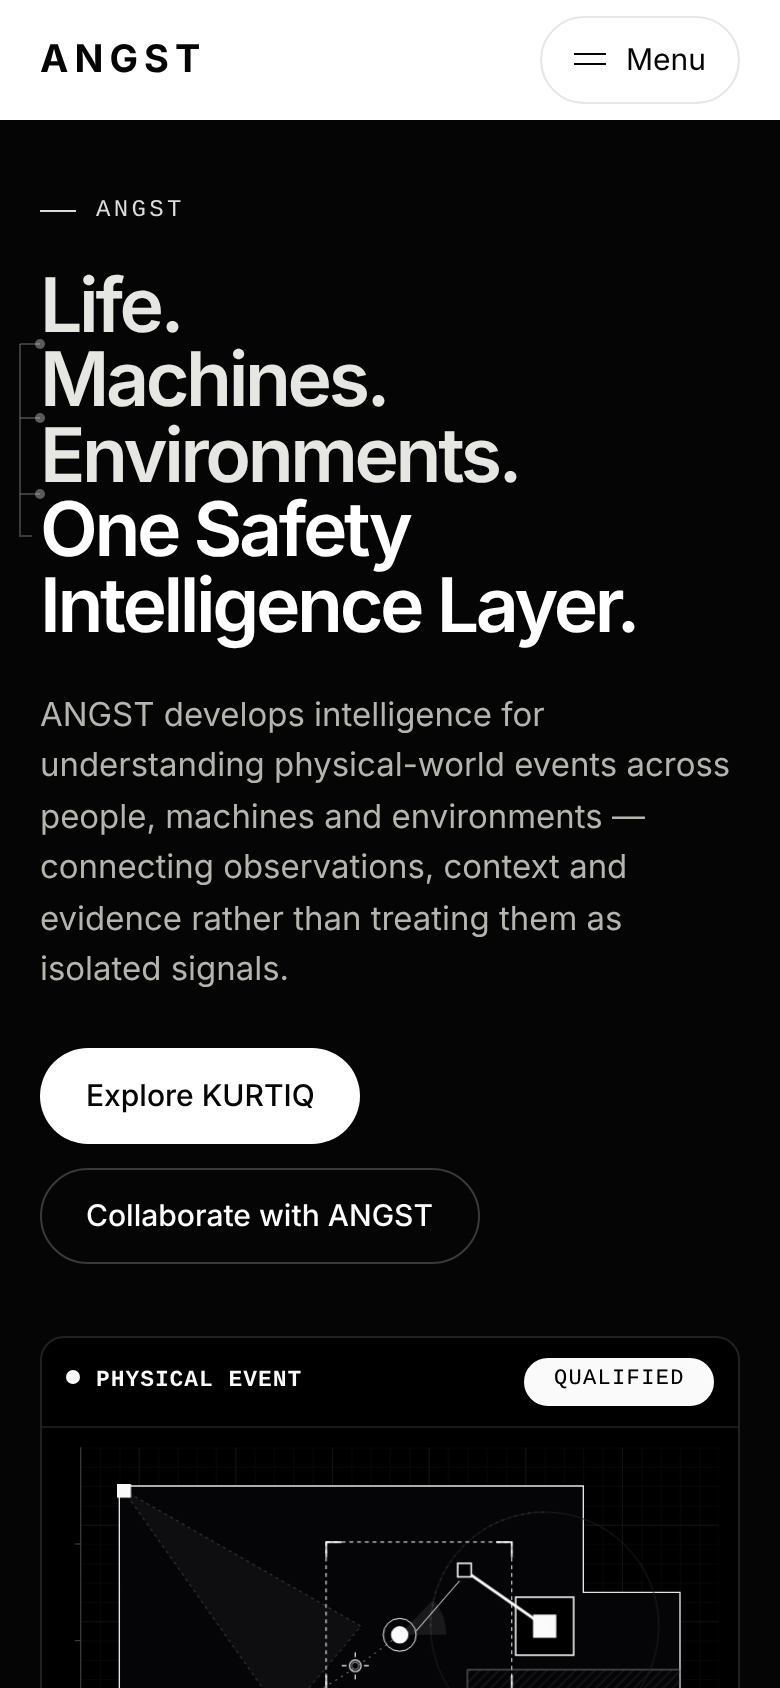 ANGST
Menu
ANGST
Life.
Machines.
Environments.
One Safety
Intelligence Layer.
ANGST develops intelligence for
understanding physical-world events across
people, machines and environments —
connecting observations, context and
evidence rather than treating them as
isolated signals.
Explore KURTIQ
Collaborate with ANGST
PHYSICAL EVENT
QUALIFIED